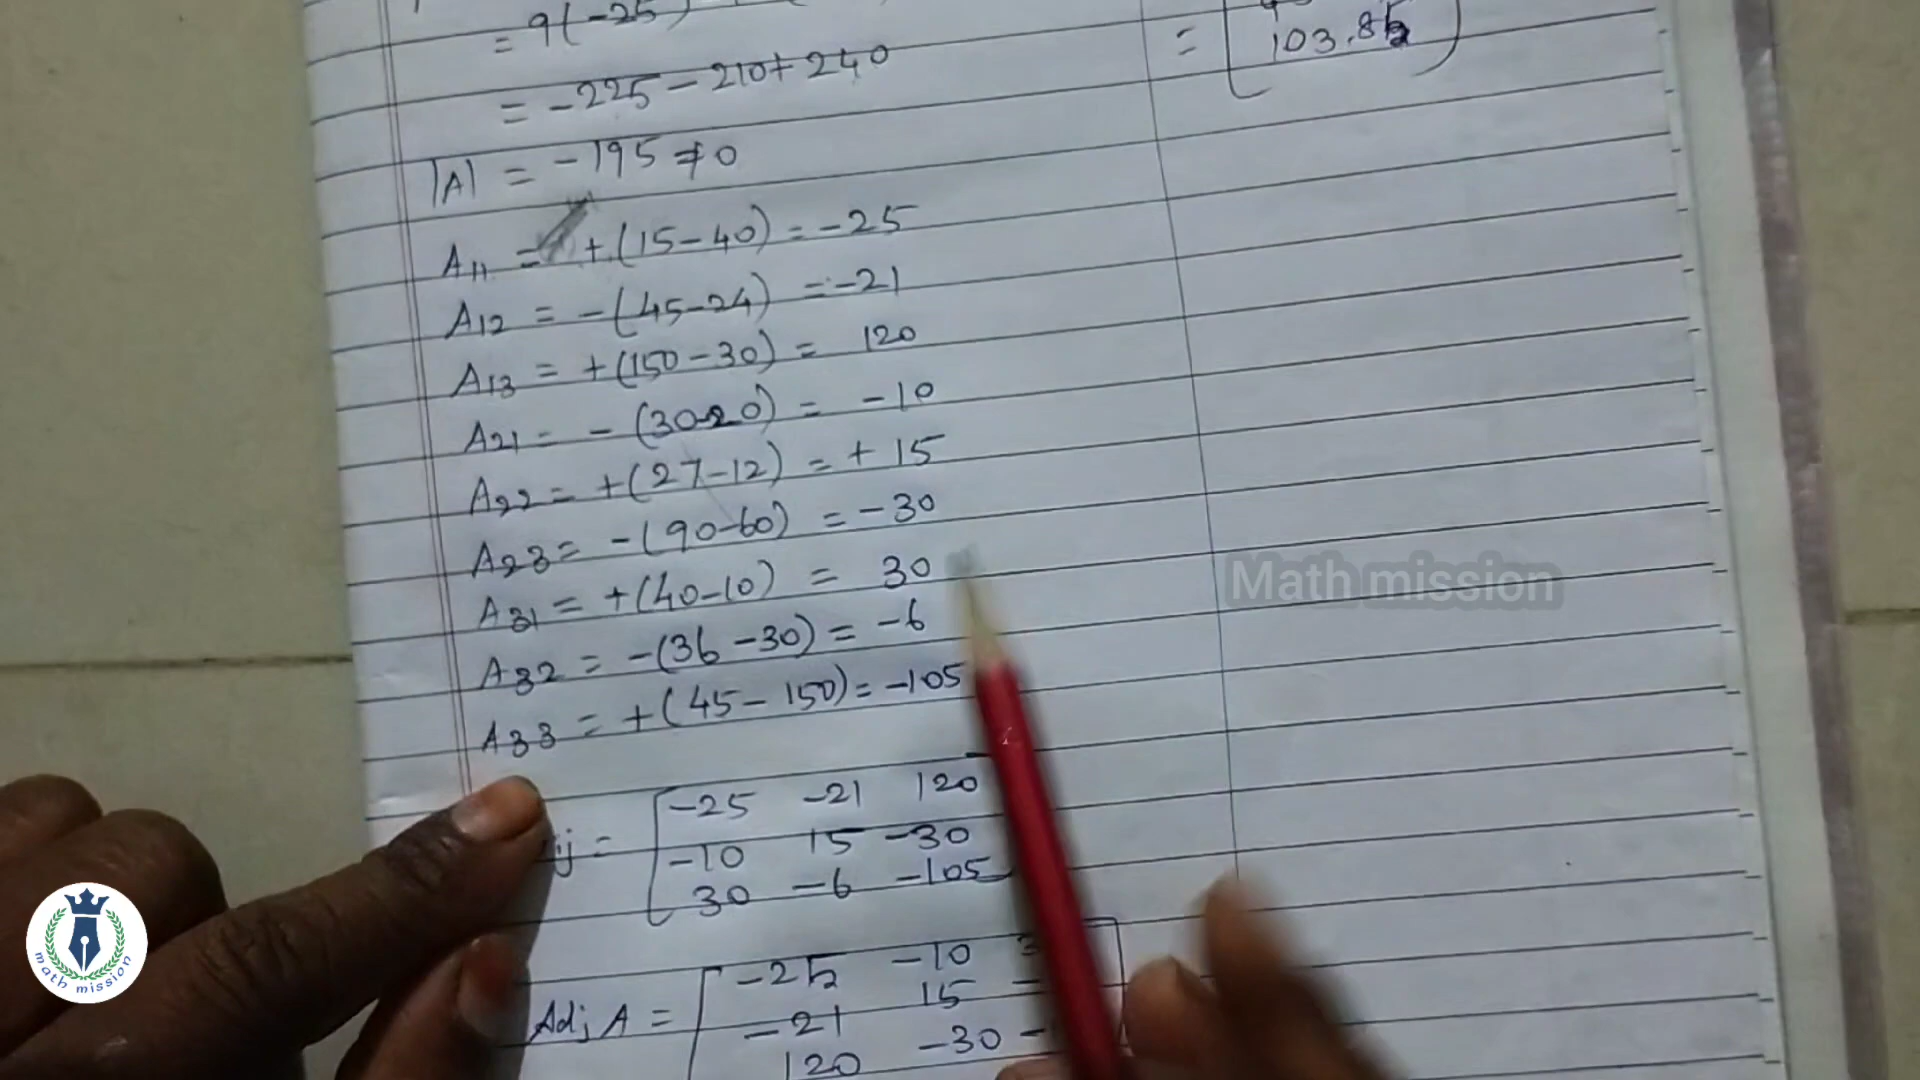 = 9(-25)
= -225 - 210 + 240
|A| = -195 ≠ 0
A11 = +(15-40) = -25
A12 = -(45-24) = -21
A13 = +(150-30) = 120
A21 = -(30-20) = -10
A22 = +(27-12) = +15
A23 = -(90-60) = -30
A31 = +(40-10) = 30
A32 = -(36-30) = -6
A33 = +(45-150) = -105
ij = [-25 -21 120
-10 15 -30
30 -6 -105
Adj A = [-25 -10 3
-21 15 -
120 -30 -
=
103.85
Math mission
math mission